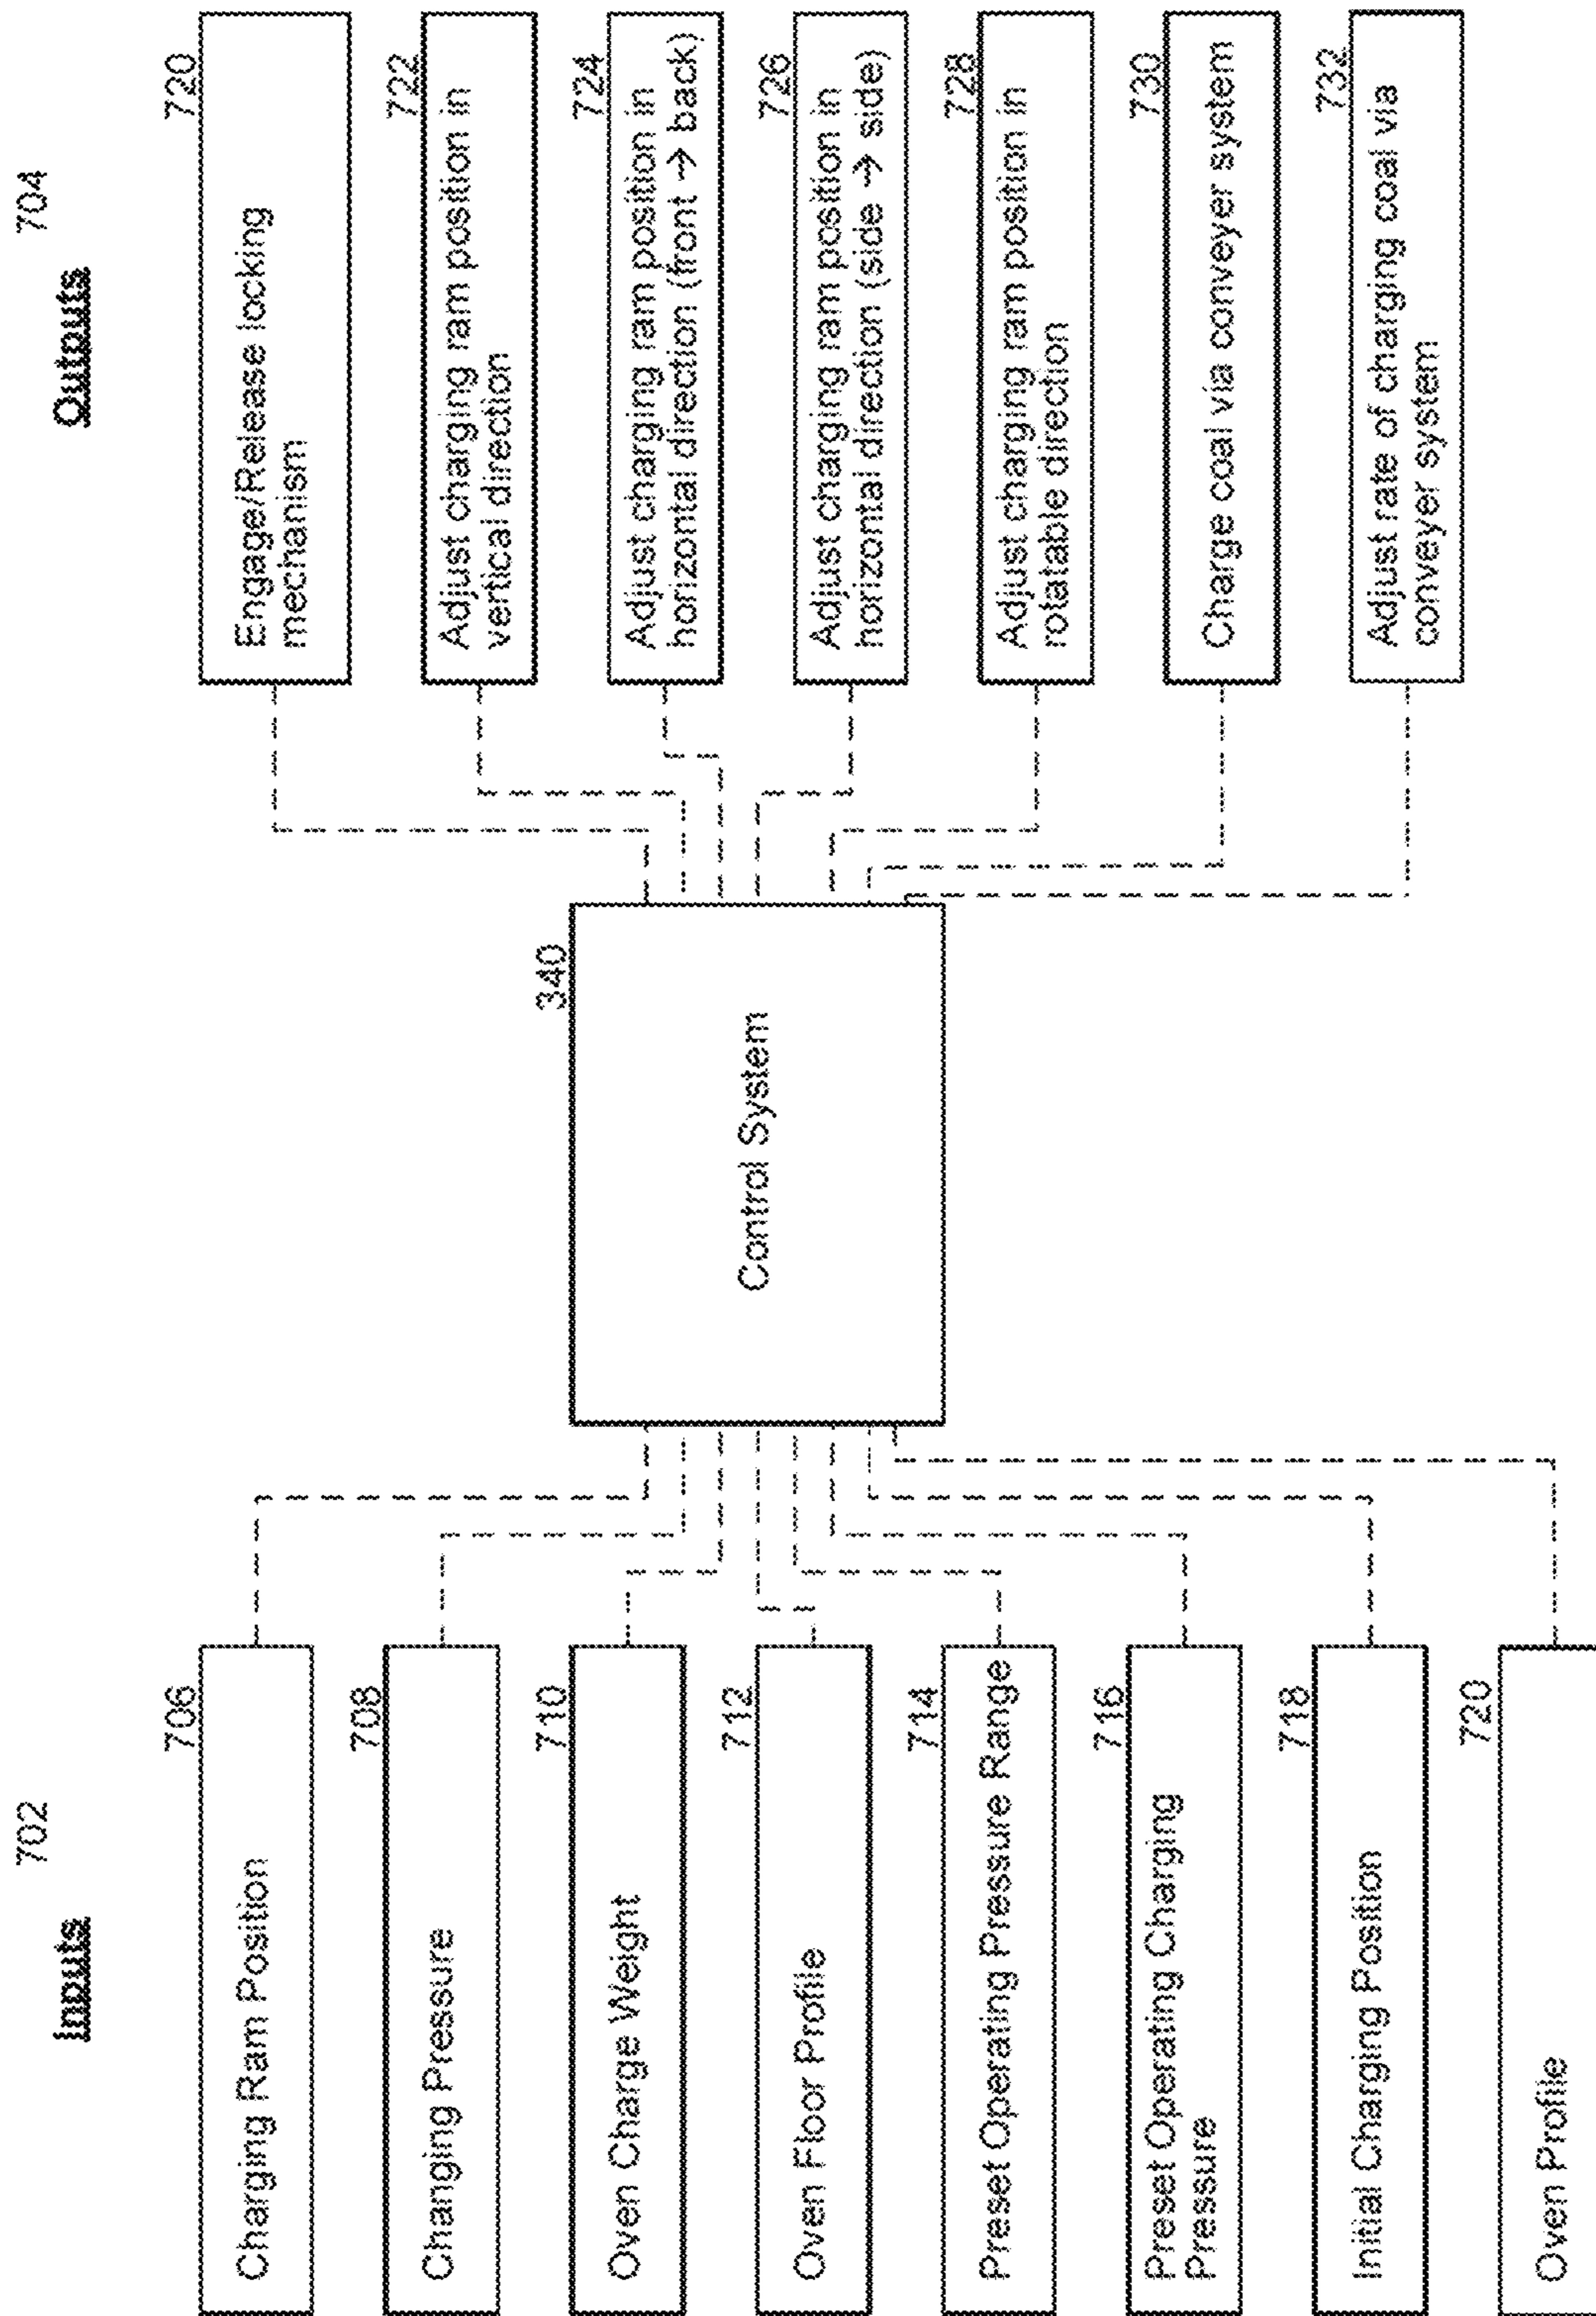 702
Inputs
706
Charging Ram Position
708
Changing Pressure
710
Oven Charge Weight
712
Oven Floor Profile
714
Preset Operating Pressure Range
716
Preset Operating Charging
Pressure
718
Initial Charging Position
720
Oven Profile
340
Control System
704
Outputs
720
Engage/Release locking
mechanism
722
Adjust charging ram position in
vertical direction
724
Adjust charging ram position in
horizontal direction (front → back)
726
Adjust charging ram position in
horizontal direction (side → side)
728
Adjust charging ram position in
rotatable direction
730
Charge coal via conveyer system
732
Adjust rate of charging coal via
conveyer system